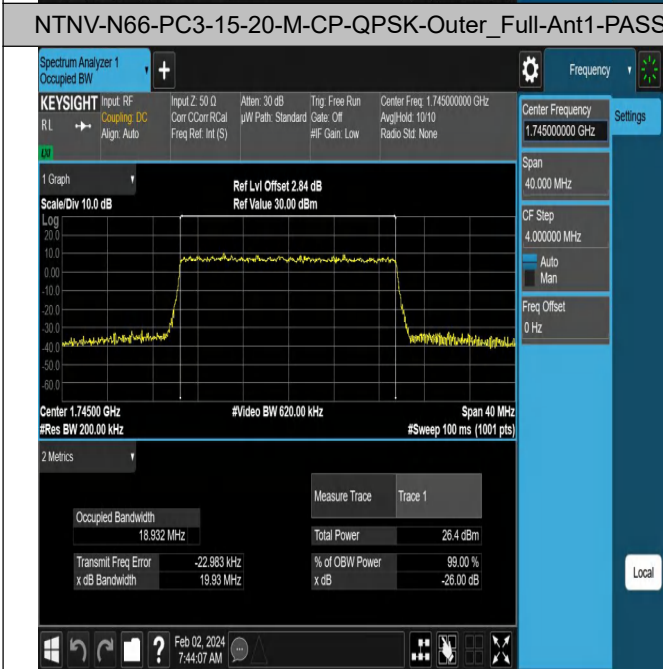 NTNV-N66-PC3-15-20-M-CP-QPSK-Outer_Full-Ant1-PASS
Spectrum Analyzer 1
Occupied BW
+
Frequency
KEYSIGHT
RL
LXI
Input: RF
Coupling: DC
Align: Auto
Input Z: 50 Ω
Corr CCorr RCal
Freq Ref: Int (S)
Atten: 30 dB
µW Path: Standard
Trig: Free Run
Gate: Off
#IF Gain: Low
Center Freq: 1.745000000 GHz
Avg|Hold: 10/10
Radio Std: None
Center Frequency
1.745000000 GHz
Settings
Span
40.000 MHz
CF Step
4.000000 MHz
Auto
Man
Freq Offset
0 Hz
1 Graph
Scale/Div 10.0 dB
Ref Lvl Offset 2.84 dB
Ref Value 30.00 dBm
Log
20.0
10.0
0.00
-10.0
-20.0
-30.0
-40.0
-50.0
-60.0
Center 1.74500 GHz
#Video BW 620.00 kHz
Span 40 MHz
#Res BW 200.00 kHz
#Sweep 100 ms (1001 pts)
2 Metrics
Measure Trace Trace 1
Occupied Bandwidth
18.932 MHz
Total Power 26.4 dBm
Transmit Freq Error -22.983 kHz
% of OBW Power 99.00 %
x dB Bandwidth 19.93 MHz
x dB -26.00 dB
Local
?
Feb 02, 2024
7:44:07 AM